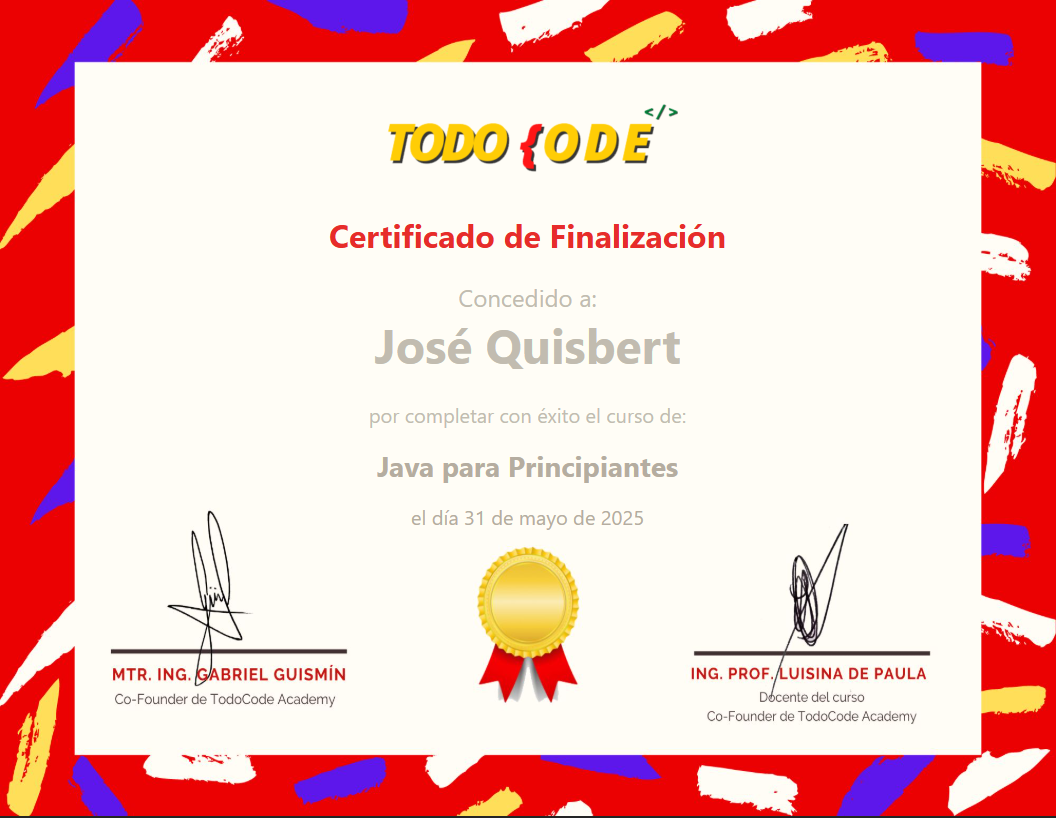 </>
TODO {ODE
Certificado de Finalización
Concedido a:
José Quisbert
por completar con éxito el curso de:
Java para Principiantes
el día 31 de mayo de 2025
MTR. ING. GABRIEL GUISMÍN
Co-Founder de TodoCode Academy
ING. PROF. LUISINA DE PAULA
Docente del curso
Co-Founder de TodoCode Academy